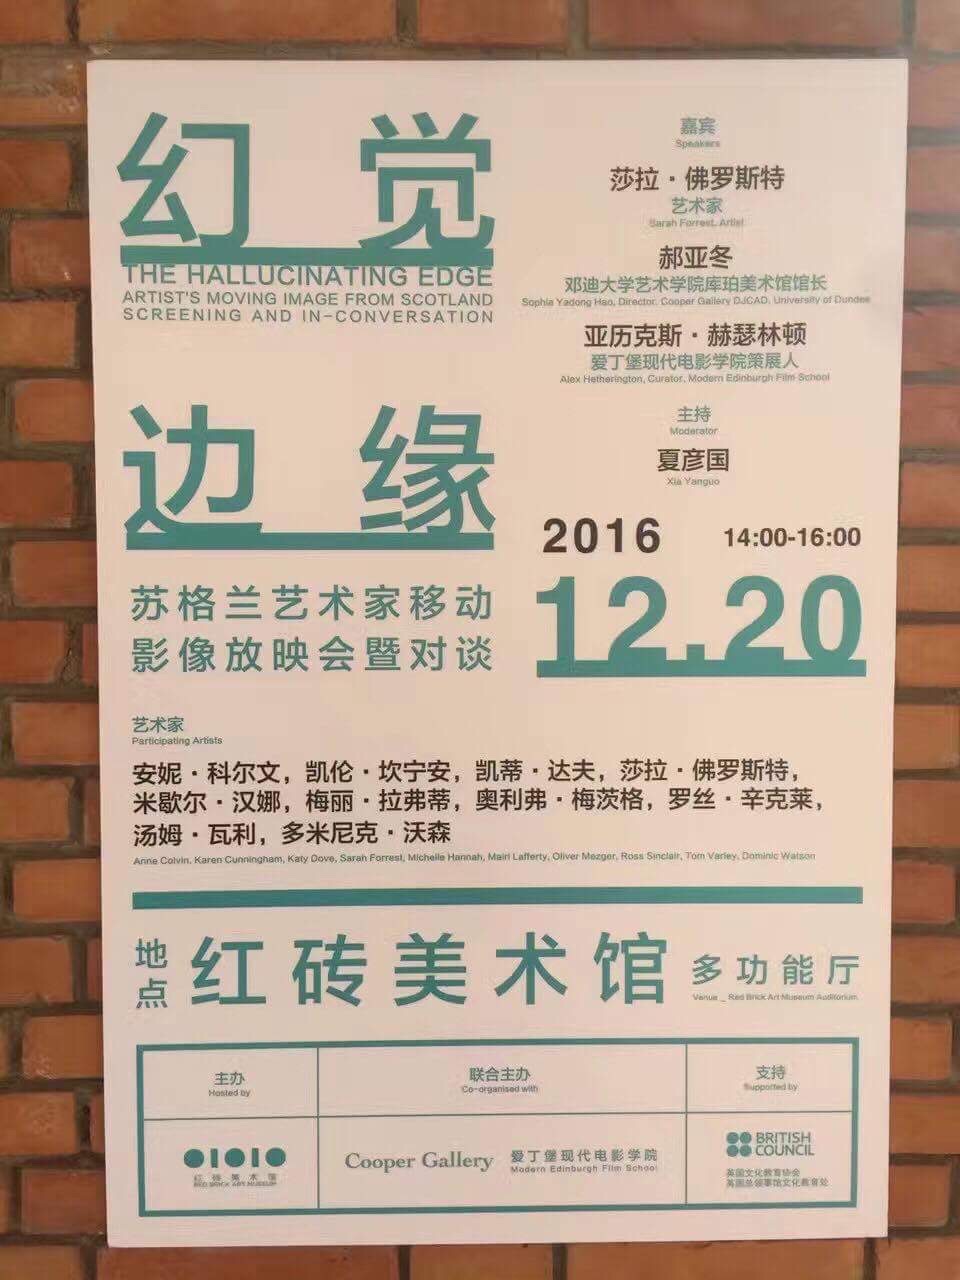 幻觉
THE HALLUCINATING EDGE
ARTIST'S MOVING IMAGE FROM SCOTLAND
SCREENING AND IN-CONVERSATION
边缘
苏格兰艺术家移动
影像放映会暨对谈
嘉宾
Speakers
莎拉·佛罗斯特
艺术家
Sarah Forrest, Artist
郝亚冬
邓迪大学艺术学院库珀美术馆馆长
Sophia Yadong Hao, Director, Cooper Gallery DJCAD, University of Dundee
亚历克斯·赫瑟林顿
爱丁堡现代电影学院策展人
Alex Hetherington, Curator, Modern Edinburgh Film School
主持
Moderator
夏彦国
Xia Yanguo
2016 14:00-16:00
12.20
艺术家
Participating Artists
安妮·科尔文，凯伦·坎宁安，凯蒂·达夫，莎拉·佛罗斯特，
米歇尔·汉娜，梅丽·拉弗蒂，奥利弗·梅茨格，罗丝·辛克莱，
汤姆·瓦利，多米尼克·沃森
Anne Colvin, Karen Cunningham, Katy Dove, Sarah Forrest, Michelle Hannah, Mairi Lafferty, Oliver Mezger, Ross Sinclair, Tom Varley, Dominic Watson
地点 红砖美术馆 多功能厅
Venue _ Red Brick Art Museum Auditorium
主办
Hosted by
红砖美术馆
RED BRICK ART MUSEUM
联合主办
Co-organised with
Cooper Gallery
爱丁堡现代电影学院
Modern Edinburgh Film School
支持
Supported by
BRITISH
COUNCIL
英国文化教育协会
英国总领事馆文化教育处